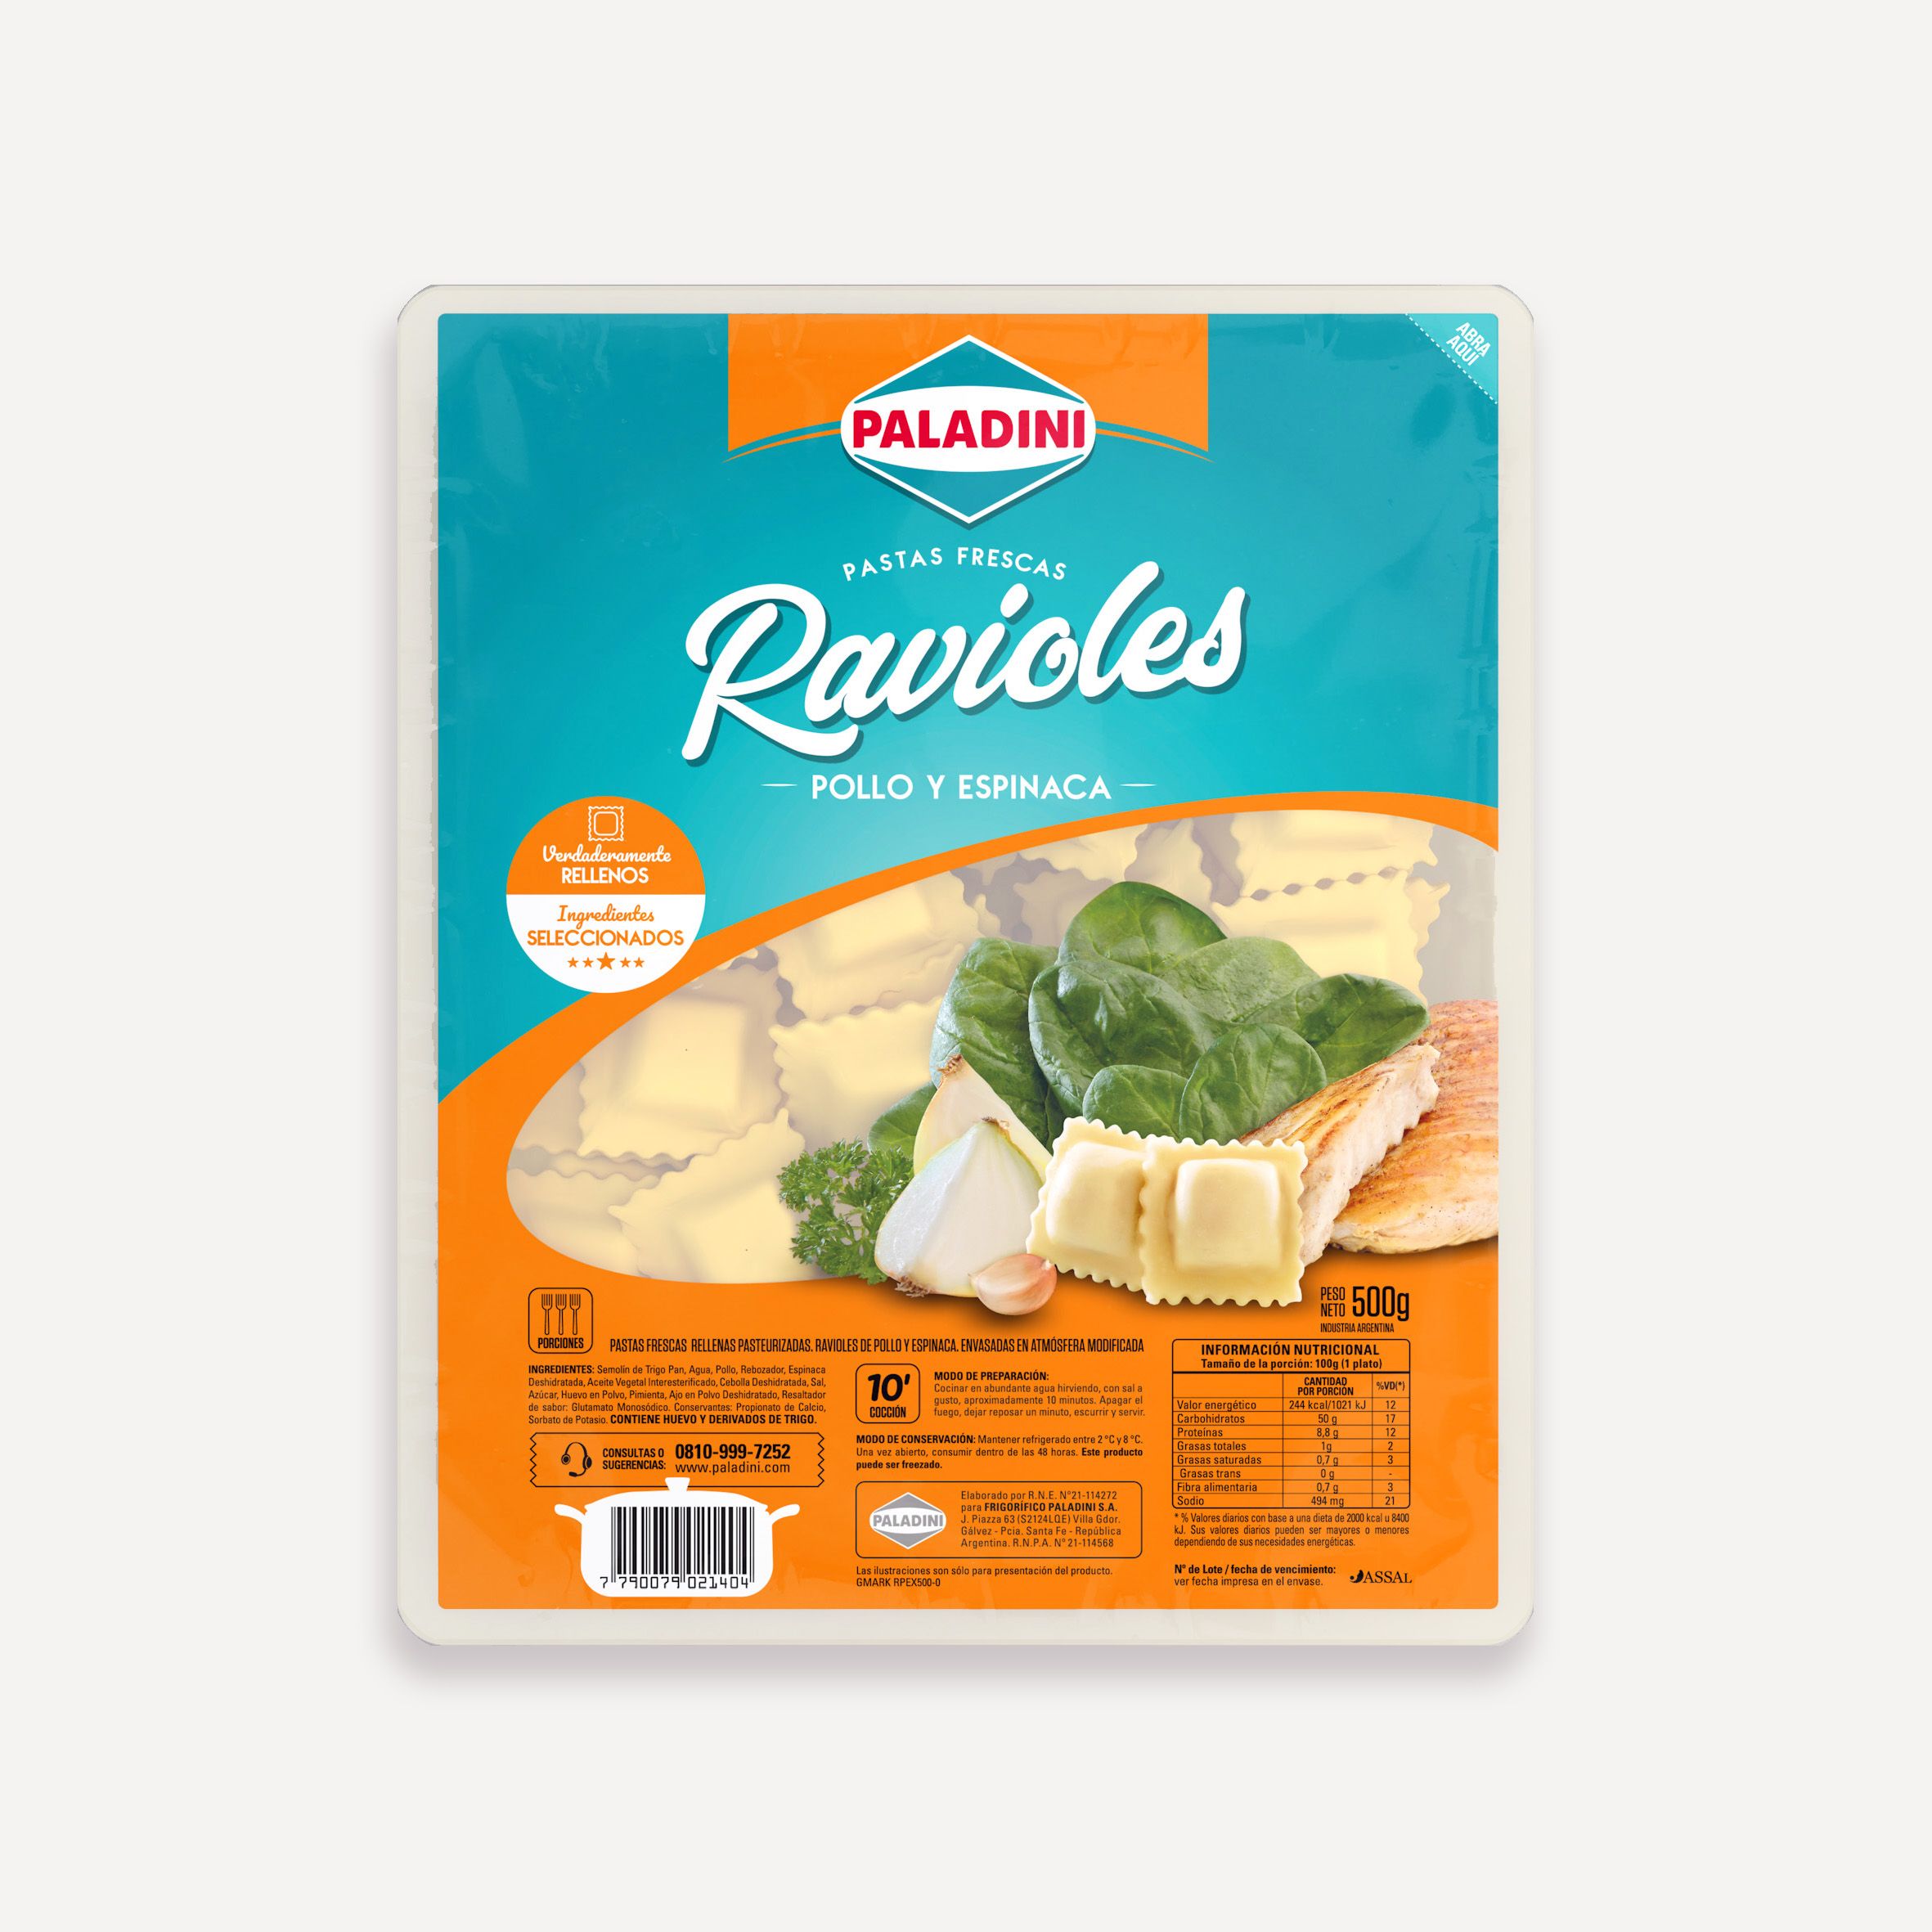 ABRA
AQUÍ
PALADINI
PASTAS FRESCAS
Ravioles
POLLO Y ESPINACA
Verdaderamente
RELLENOS
Ingredientes
SELECCIONADOS
PESO
NETO 500g
INDUSTRIA ARGENTINA
PORCIONES
PASTAS FRESCAS RELLENAS PASTEURIZADAS. RAVIOLES DE POLLO Y ESPINACA. ENVASADAS EN ATMÓSFERA MODIFICADA
INGREDIENTES: Semolín de Trigo Pan, Agua, Pollo, Rebozador, Espinaca
Deshidratada, Aceite Vegetal Interesterificado, Cebolla Deshidratada, Sal,
Azúcar, Huevo en Polvo, Pimienta, Ajo en Polvo Deshidratado, Resaltador
de sabor: Glutamato Monosódico. Conservantes: Propionato de Calcio,
Sorbato de Potasio. CONTIENE HUEVO Y DERIVADOS DE TRIGO.
CONSULTAS O
SUGERENCIAS:
0810-999-7252
www.paladini.com
7 790079 021404
10'
COCCIÓN
MODO DE PREPARACIÓN:
Cocinar en abundante agua hirviendo, con sal a
gusto, aproximadamente 10 minutos. Apagar el
fuego, dejar reposar un minuto, escurrir y servir.
MODO DE CONSERVACIÓN: Mantener refrigerado entre 2 °C y 8 °C.
Una vez abierto, consumir dentro de las 48 horas. Este producto
puede ser freezado.
PALADINI
Elaborado por R.N.E. N°21-114272
para FRIGORÍFICO PALADINI S.A.
J. Piazza 63 (S2124LQE) Villa Gdor.
Gálvez - Pcia. Santa Fe - República
Argentina. R.N.P.A. N° 21-114568
Las ilustraciones son sólo para presentación del producto.
GMARK RPEX500-0
INFORMACIÓN NUTRICIONAL
Tamaño de la porción: 100g (1 plato)
CANTIDAD
POR PORCIÓN %VD(*)
Valor energético 244 kcal/1021 kJ 12
Carbohidratos 50 g 17
Proteínas 8,8 g 12
Grasas totales 1g 2
Grasas saturadas 0,7 g 3
Grasas trans 0 g -
Fibra alimentaria 0,7 g 3
Sodio 494 mg 21
* % Valores diarios con base a una dieta de 2000 kcal u 8400
kJ. Sus valores diarios pueden ser mayores o menores
dependiendo de sus necesidades energéticas.
N° de Lote / fecha de vencimiento:
ver fecha impresa en el envase.
ASSAL